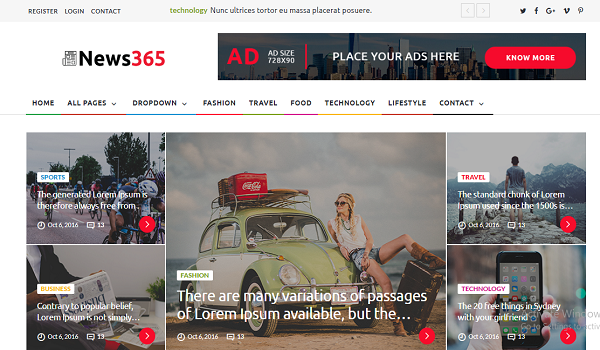 REGISTER LOGIN CONTACT
technology Nunc ultrices tortor eu massa placerat posuere.
News365
AD AD SIZE 728X90 PLACE YOUR ADS HERE KNOW MORE
HOME ALL PAGES DROPDOWN FASHION TRAVEL FOOD TECHNOLOGY LIFESTYLE CONTACT
SPORTS
The generated Lorem Ipsum is
therefore always free from
Oct 6, 2016 13
BUSINESS
Contrary to popular belief,
Lorem Ipsum is not simply…
Oct 6, 2016 13
Coca-Cola
FASHION
There are many variations of passages
of Lorem Ipsum available, but the…
Oct 6, 2016 13
TRAVEL
The standard chunk of Lorem
Ipsum used since the 1500s is…
Oct 6, 2016 13
TECHNOLOGY
The 20 free things in Sydney
with your girlfriend
Oct 6, 2016 13